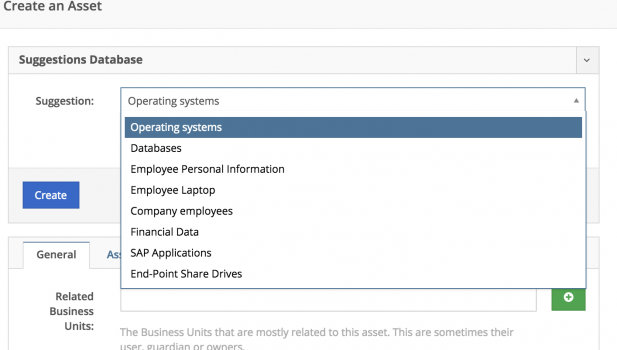 Create an Asset
Suggestions Database
Suggestion:
Operating systems
Operating systems
Databases
Employee Personal Information
Employee Laptop
Company employees
Financial Data
SAP Applications
End-Point Share Drives
Create
General
Related
Business
Units:
The Business Units that are mostly related to this asset. This are sometimes their
user, guardian or owners.